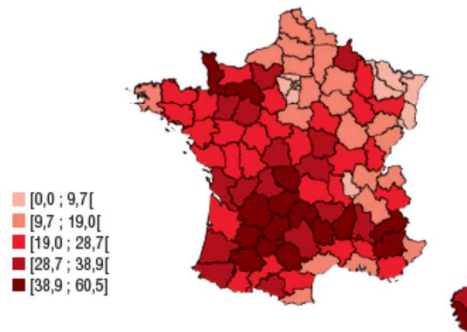 [0,0 ; 9,7[
[9,7 ; 19,0[
[19,0 ; 28,7[
[28,7 ; 38,9[
[38,9 ; 60,5]